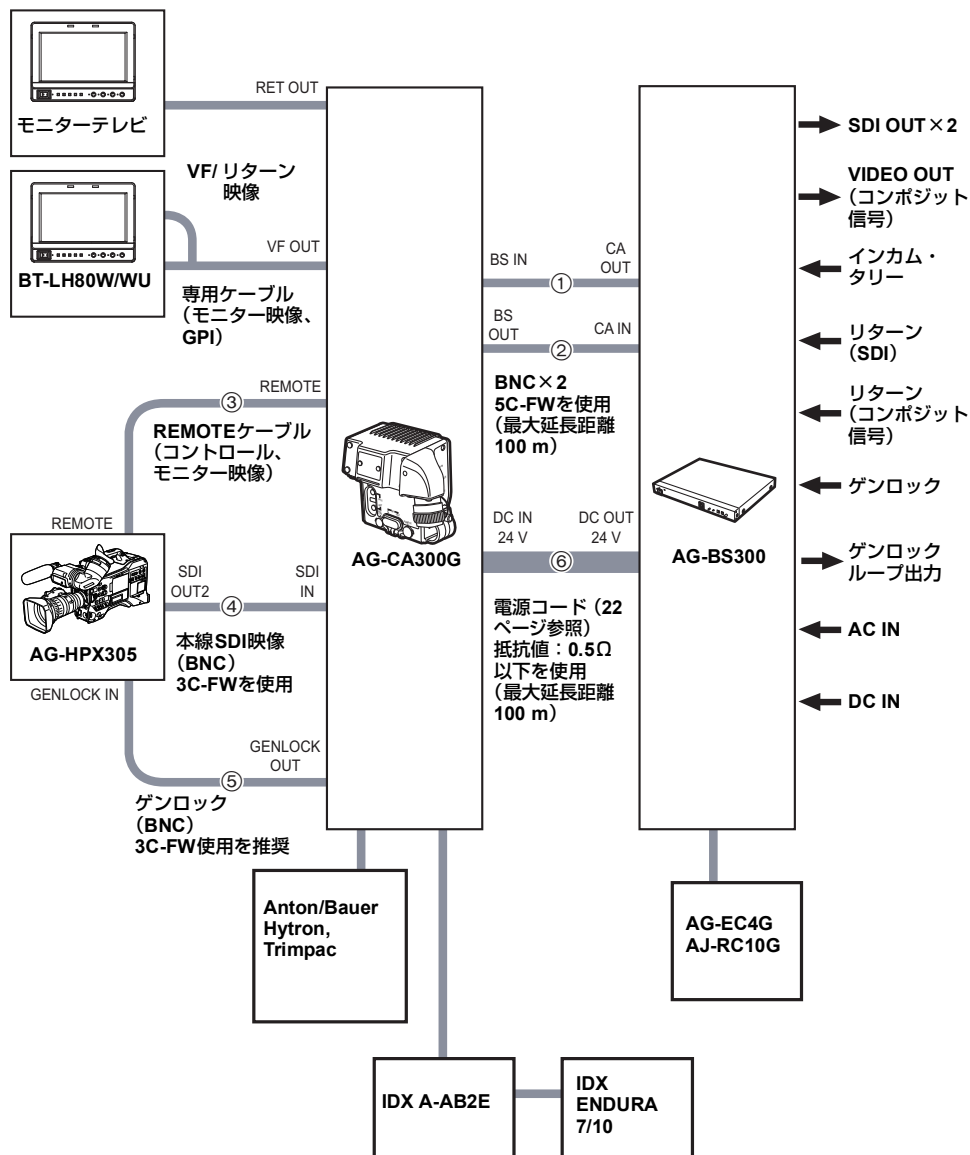 RET OUT
モニターテレビ
VF/ リターン
映像
VF OUT
BT-LH80W/WU
専用ケーブル
(モニター映像、
GPI)
REMOTE
③
REMOTEケーブル
(コントロール、
モニター映像)
REMOTE
SDI
OUT2
SDI
IN
④
AG-HPX305
本線SDI映像
(BNC)
3C-FWを使用
GENLOCK IN
GENLOCK
OUT
⑤
ゲンロック
(BNC)
3C-FW使用を推奨
AG-CA300G
BS IN
CA
OUT
①
BS
OUT
CA IN
②
BNC×2
5C-FWを使用
(最大延長距離
100 m)
DC IN
24 V
DC OUT
24 V
⑥
電源コード(22
ページ参照)
抵抗値:0.5Ω
以下を使用
(最大延長距離
100 m)
AG-BS300
SDI OUT×2
VIDEO OUT
(コンポジット
信号)
インカム・
タリー
リターン
(SDI)
リターン
(コンポジット
信号)
ゲンロック
ゲンロック
ループ出力
AC IN
DC IN
Anton/Bauer
Hytron,
Trimpac
AG-EC4G
AJ-RC10G
IDX A-AB2E
IDX
ENDURA
7/10